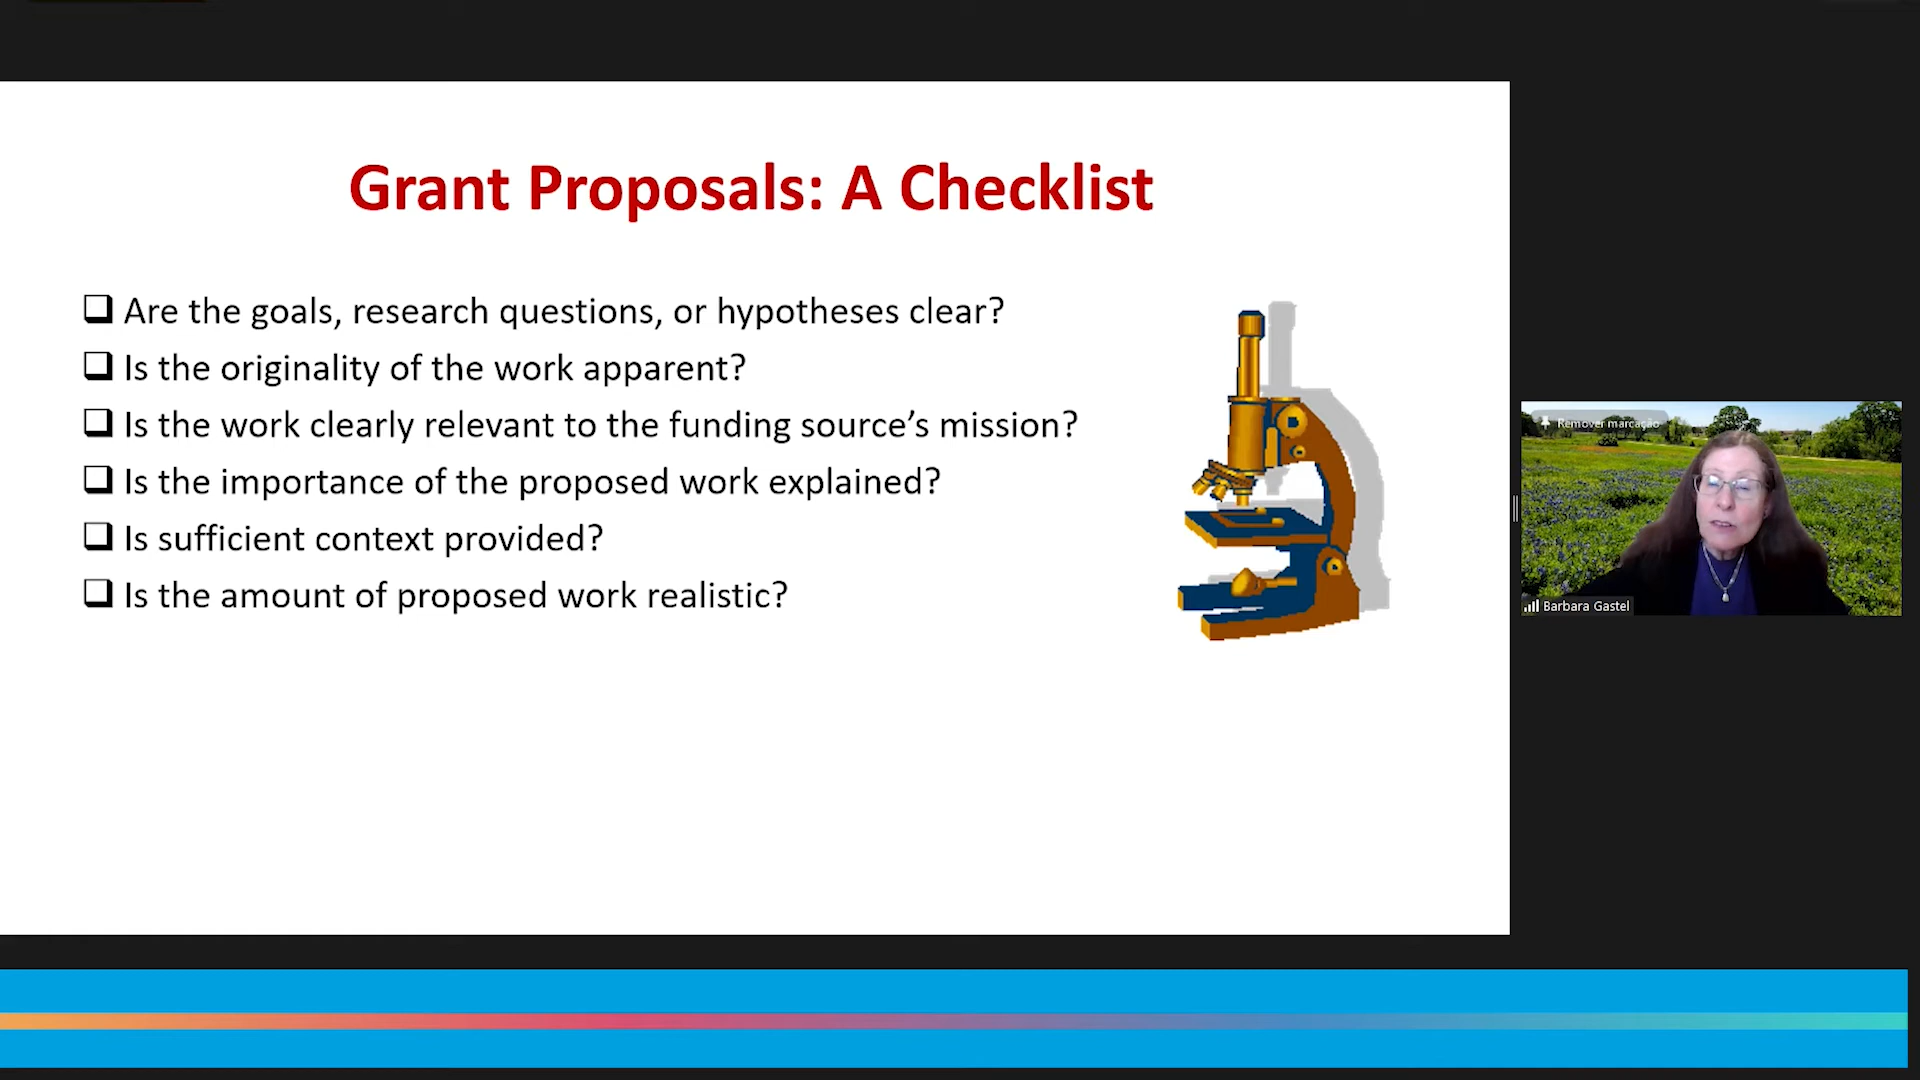 Grant Proposals: A Checklist
Are the goals, research questions, or hypotheses clear?
Is the originality of the work apparent?
Is the work clearly relevant to the funding source’s mission?
Is the importance of the proposed work explained?
Is sufficient context provided?
Is the amount of proposed work realistic?
Remover marcação
Barbara Gastel